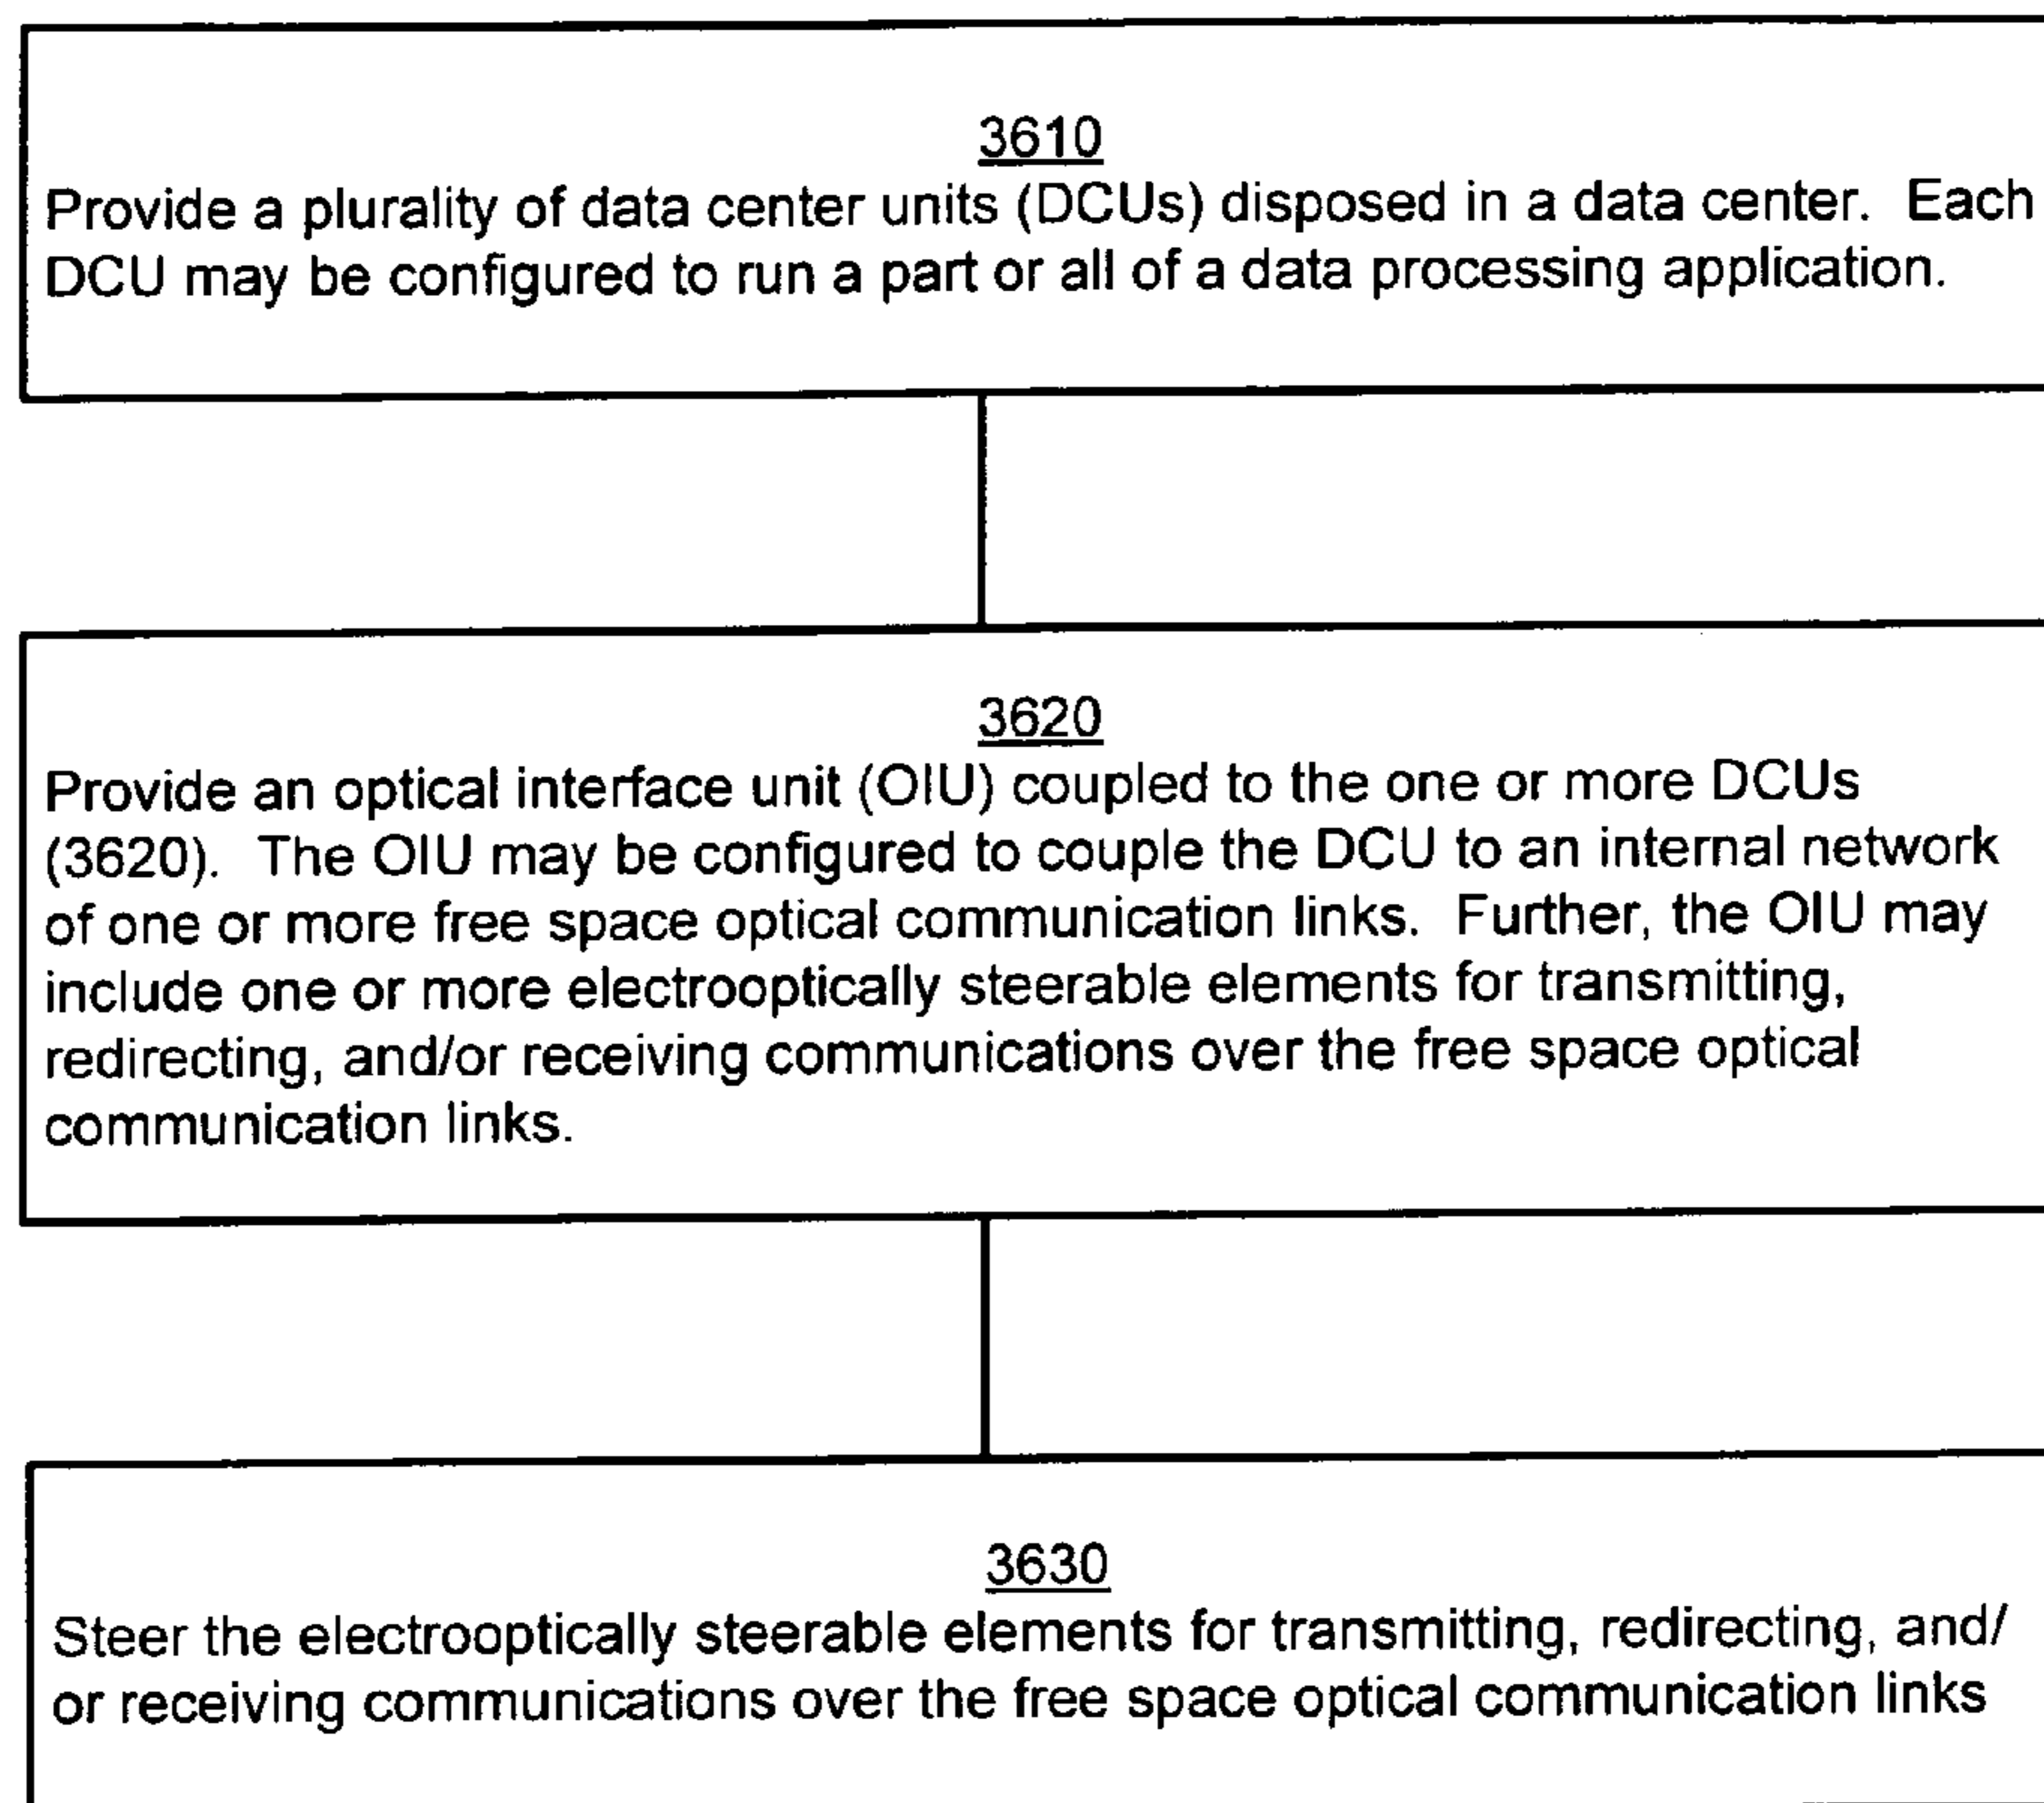 3610
Provide a plurality of data center units (DCUs) disposed in a data center. Each
DCU may be configured to run a part or all of a data processing application.
3620
Provide an optical interface unit (OIU) coupled to the one or more DCUs
(3620). The OIU may be configured to couple the DCU to an internal network
of one or more free space optical communication links. Further, the OIU may
include one or more electrooptically steerable elements for transmitting,
redirecting, and/or receiving communications over the free space optical
communication links.
3630
Steer the electrooptically steerable elements for transmitting, redirecting, and/
or receiving communications over the free space optical communication links